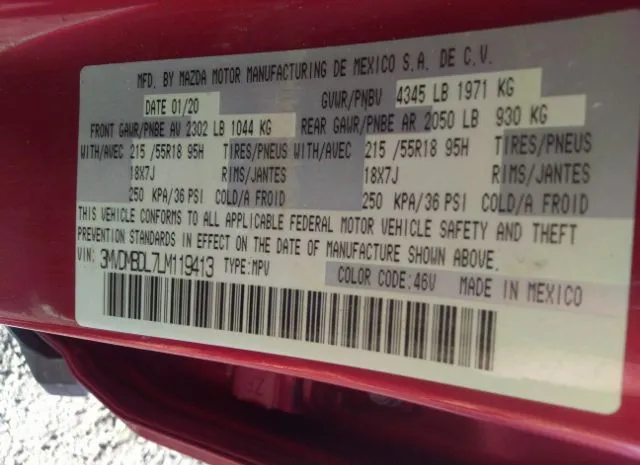 MFD. BY MAZDA MOTOR MANUFACTURING DE MEXICO S.A. DE C.V.
DATE 01/20 GVWR/PNBV 4345 LB 1971 KG
FRONT GAWR/PNBE AV 2302 LB 1044 KG REAR GAWR/PNBE AR 2050 LB 930 KG
WITH/AVEC 215 /55R18 95H TIRES/PNEUS WITH/AVEC 215 /55R18 95H TIRES/PNEUS
18X7J RIMS/JANTES 18X7J RIMS/JANTES
250 KPA/36 PSI COLD/A FROID 250 KPA/36 PSI COLD/A FROID
THIS VEHICLE CONFORMS TO ALL APPLICABLE FEDERAL MOTOR VEHICLE SAFETY AND THEFT
PREVENTION STANDARDS IN EFFECT ON THE DATE OF MANUFACTURE SHOWN ABOVE.
VIN: 3MVDMBDL7LM119413 TYPE:MPV COLOR CODE:46V MADE IN MEXICO